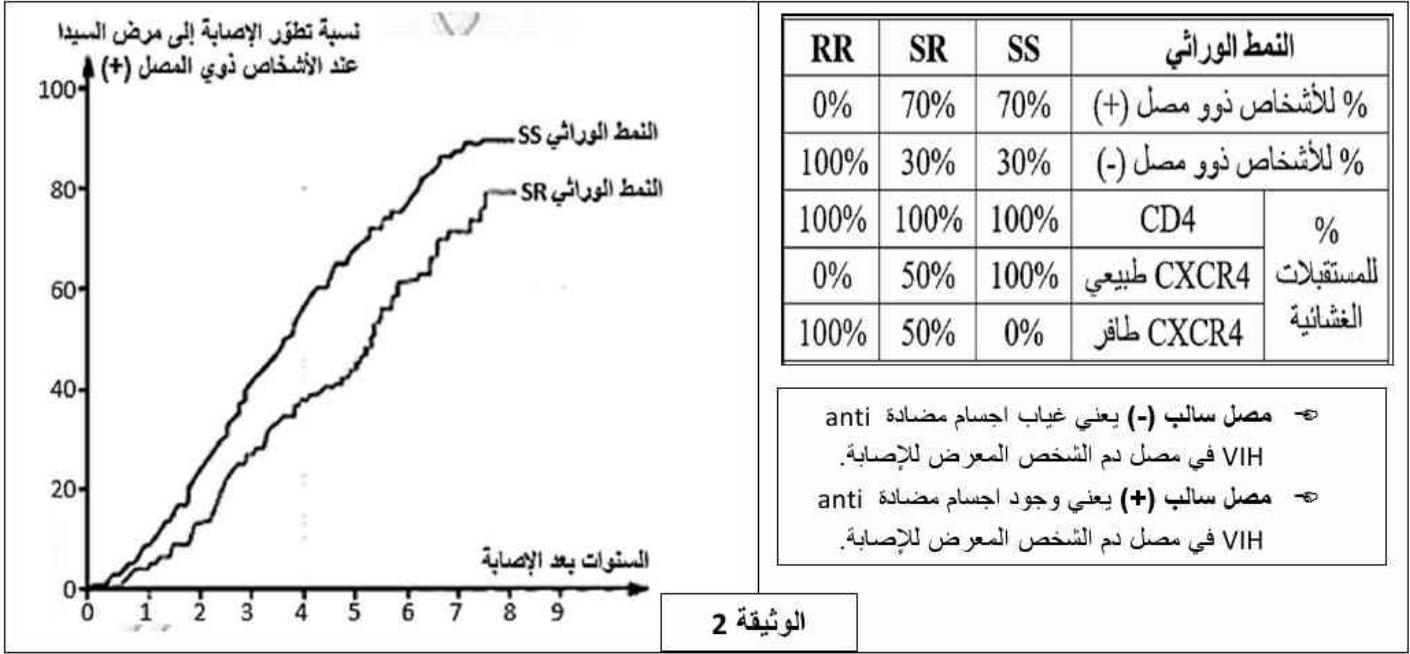 نسبة تطوّر الإصابة إلى مرض السيدا
عند الأشخاص ذوي المصل (+)
100
80
60
40
20
0
النمط الوراثي SS
النمط الوراثي SR
السنوات بعد الإصابة
0 1 2 3 4 5 6 7 8 9
النمط الوراثي SS SR RR
% للأشخاص ذوو مصل (+) 70% 70% 0%
% للأشخاص ذوو مصل (-) 30% 30% 100%
% للمستقبلات الغشائية
CD4 100% 100% 100%
CXCR4 طبيعي 100% 50% 0%
CXCR4 طافر 0% 50% 100%
مصل سالب (-) يعني غياب اجسام مضادة anti
VIH في مصل دم الشخص المعرض للإصابة.
مصل سالب (+) يعني وجود اجسام مضادة anti
VIH في مصل دم الشخص المعرض للإصابة.
الوثيقة 2